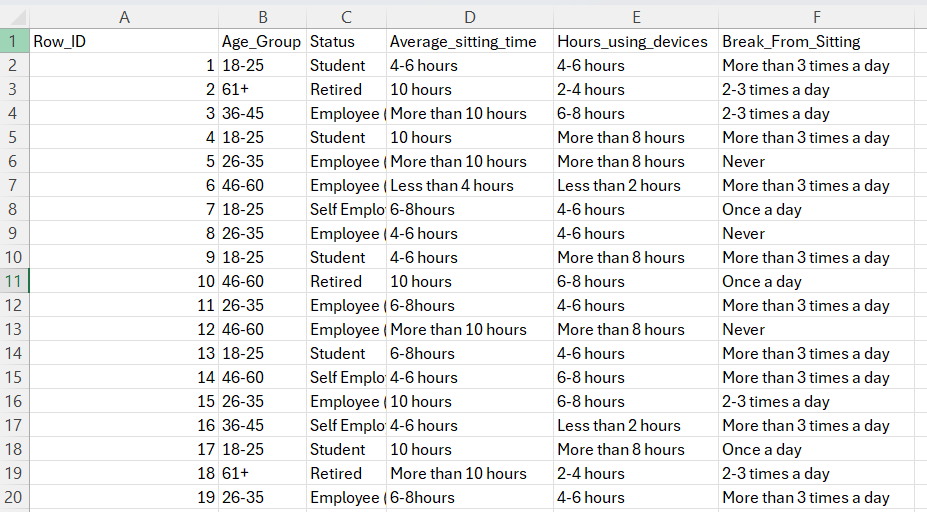 A B C D E F
1 Row_ID Age_Group Status Average_sitting_time Hours_using_devices Break_From_Sitting
2 1 18-25 Student 4-6 hours 4-6 hours More than 3 times a day
3 2 61+ Retired 10 hours 2-4 hours 2-3 times a day
4 3 36-45 Employee ( More than 10 hours 6-8 hours 2-3 times a day
5 4 18-25 Student 10 hours More than 8 hours More than 3 times a day
6 5 26-35 Employee ( More than 10 hours More than 8 hours Never
7 6 46-60 Employee ( Less than 4 hours Less than 2 hours More than 3 times a day
8 7 18-25 Self Emplo 6-8hours 4-6 hours Once a day
9 8 26-35 Employee ( 4-6 hours 4-6 hours Never
10 9 18-25 Student 4-6 hours More than 8 hours More than 3 times a day
11 10 46-60 Retired 10 hours 6-8 hours Once a day
12 11 26-35 Employee ( 6-8hours 4-6 hours More than 3 times a day
13 12 46-60 Employee ( More than 10 hours More than 8 hours Never
14 13 18-25 Student 6-8hours 4-6 hours More than 3 times a day
15 14 46-60 Self Emplo 4-6 hours 6-8 hours More than 3 times a day
16 15 26-35 Employee ( 10 hours 6-8 hours 2-3 times a day
17 16 36-45 Self Emplo 4-6 hours Less than 2 hours More than 3 times a day
18 17 18-25 Student 10 hours More than 8 hours Once a day
19 18 61+ Retired More than 10 hours 2-4 hours 2-3 times a day
20 19 26-35 Employee ( 6-8hours 4-6 hours More than 3 times a day